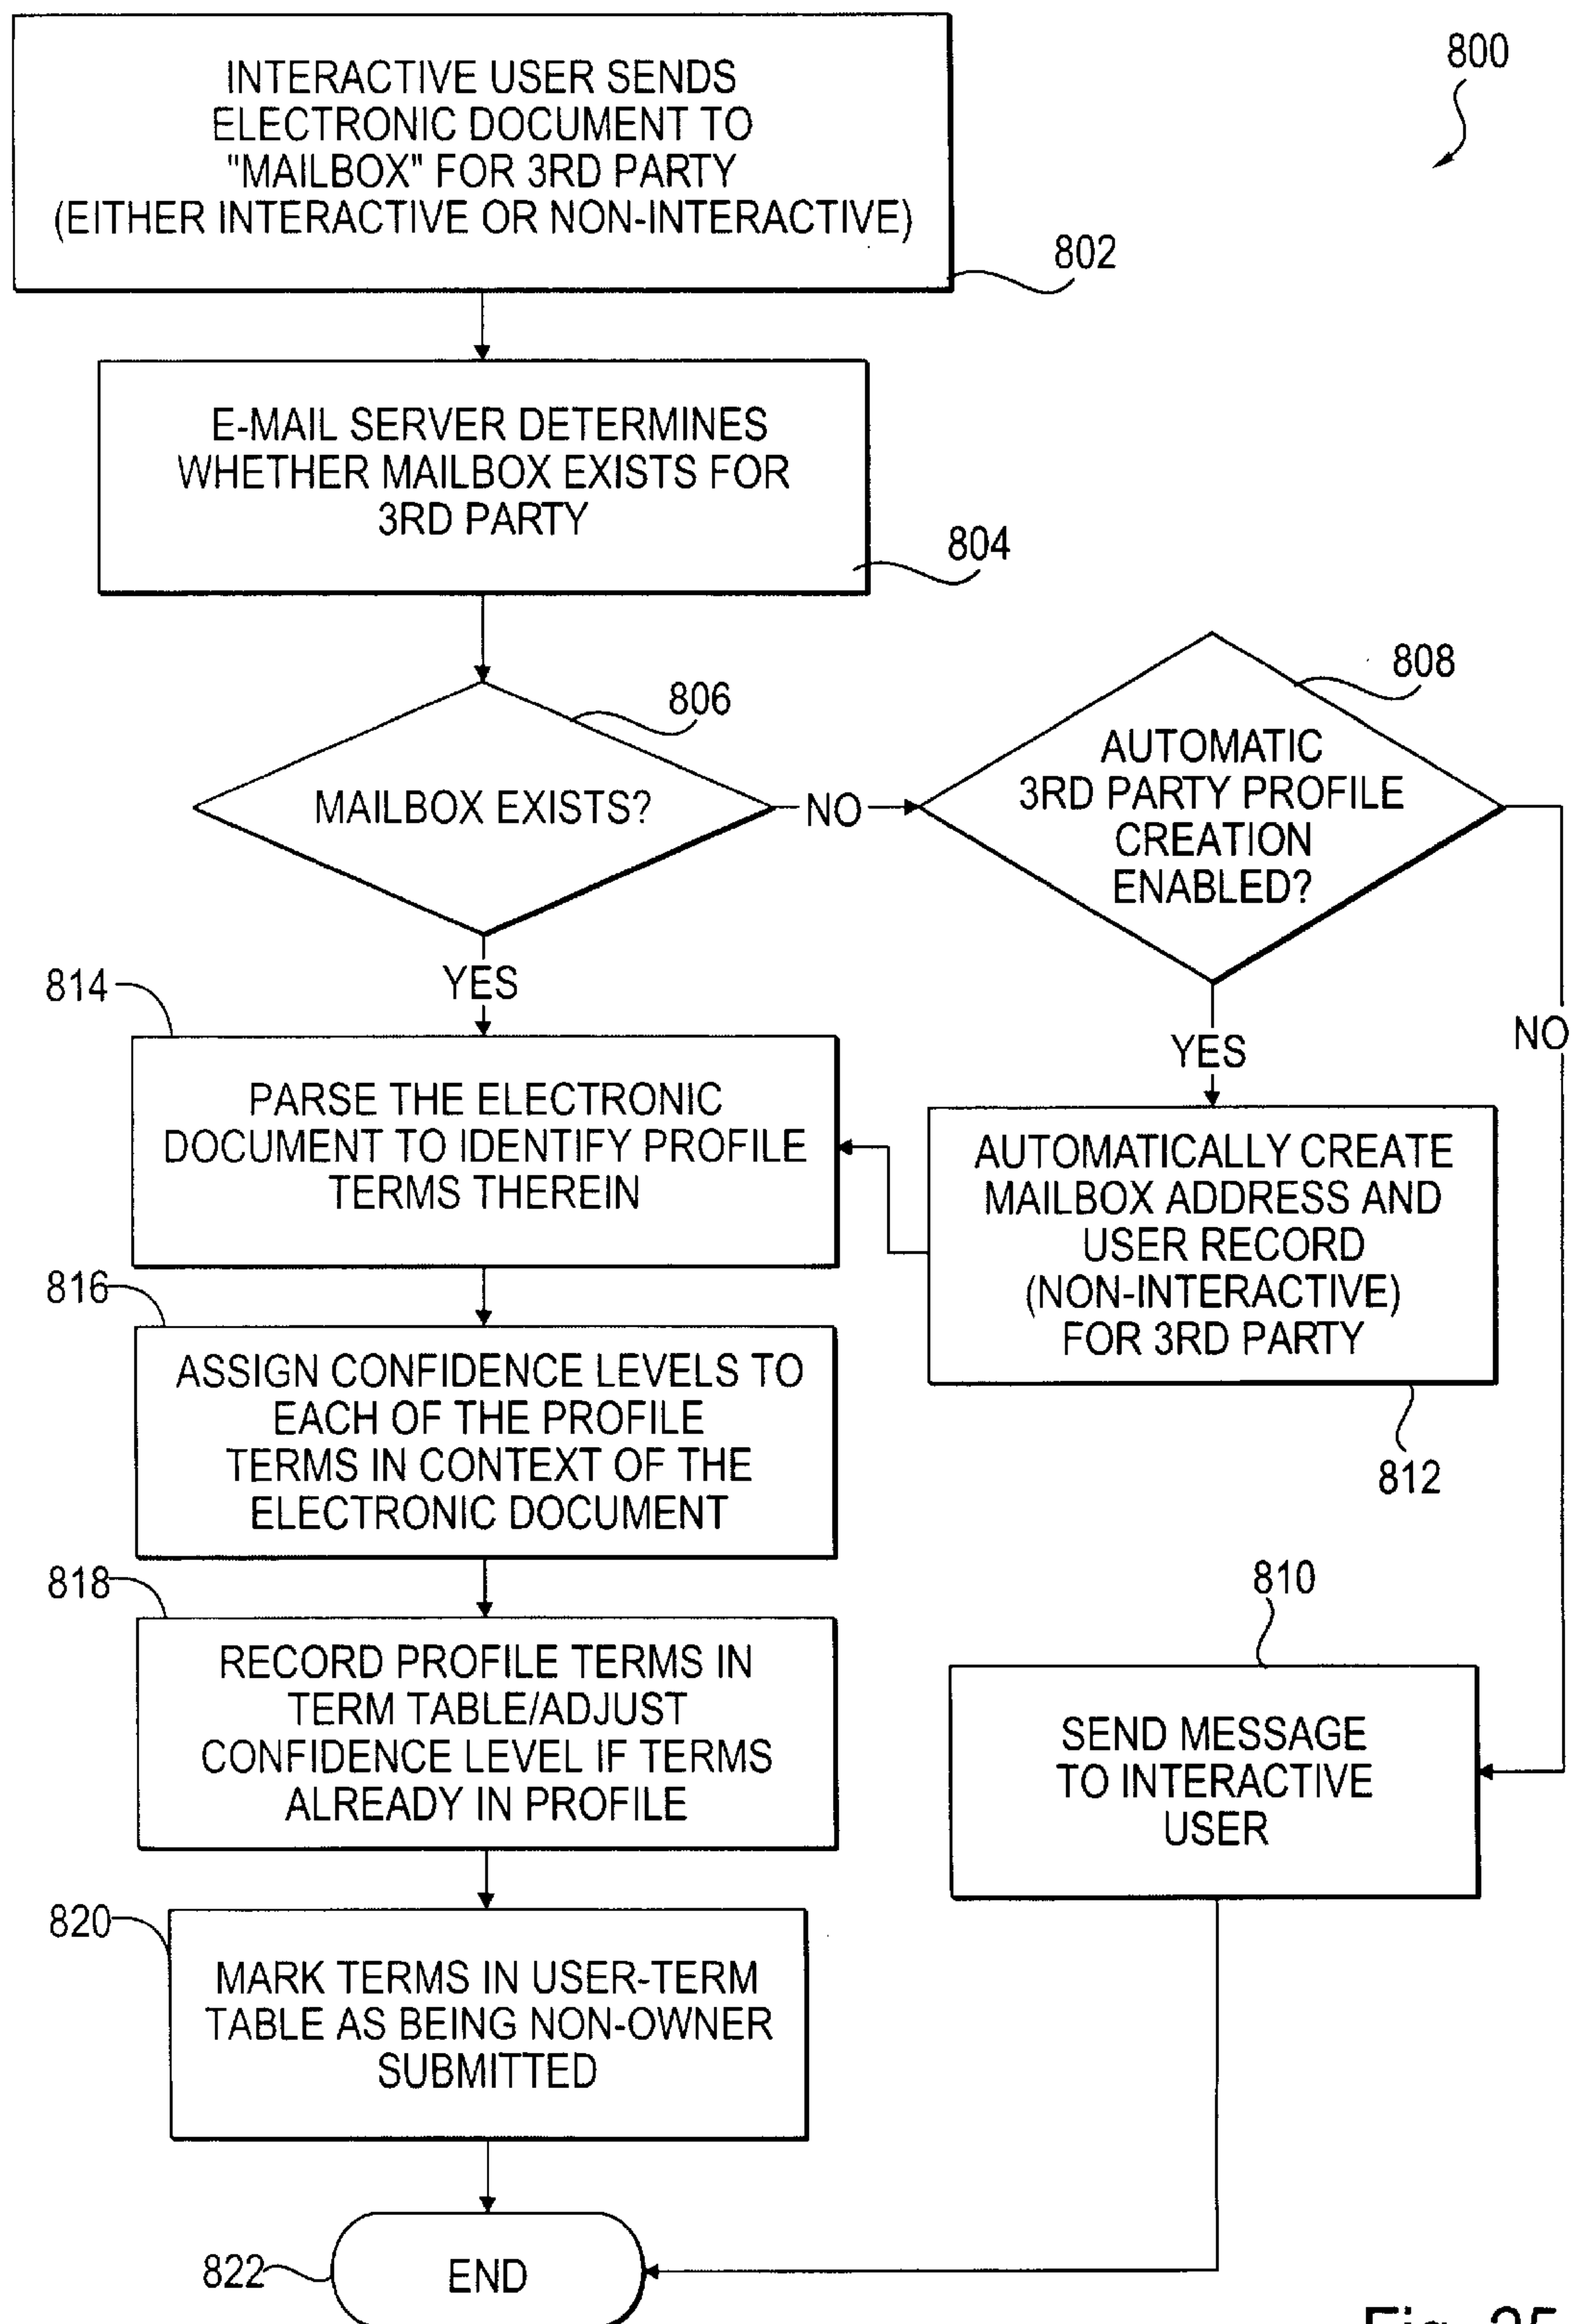 800
INTERACTIVE USER SENDS
ELECTRONIC DOCUMENT TO
"MAILBOX" FOR 3RD PARTY
(EITHER INTERACTIVE OR NON-INTERACTIVE)
802
E-MAIL SERVER DETERMINES
WHETHER MAILBOX EXISTS FOR
3RD PARTY
804
806
MAILBOX EXISTS?
NO
808
AUTOMATIC
3RD PARTY PROFILE
CREATION
ENABLED?
YES
YES
NO
814
PARSE THE ELECTRONIC
DOCUMENT TO IDENTIFY PROFILE
TERMS THEREIN
AUTOMATICALLY CREATE
MAILBOX ADDRESS AND
USER RECORD
(NON-INTERACTIVE)
FOR 3RD PARTY
812
816
ASSIGN CONFIDENCE LEVELS TO
EACH OF THE PROFILE
TERMS IN CONTEXT OF THE
ELECTRONIC DOCUMENT
818
RECORD PROFILE TERMS IN
TERM TABLE/ADJUST
CONFIDENCE LEVEL IF TERMS
ALREADY IN PROFILE
810
SEND MESSAGE
TO INTERACTIVE
USER
820
MARK TERMS IN USER-TERM
TABLE AS BEING NON-OWNER
SUBMITTED
822
END